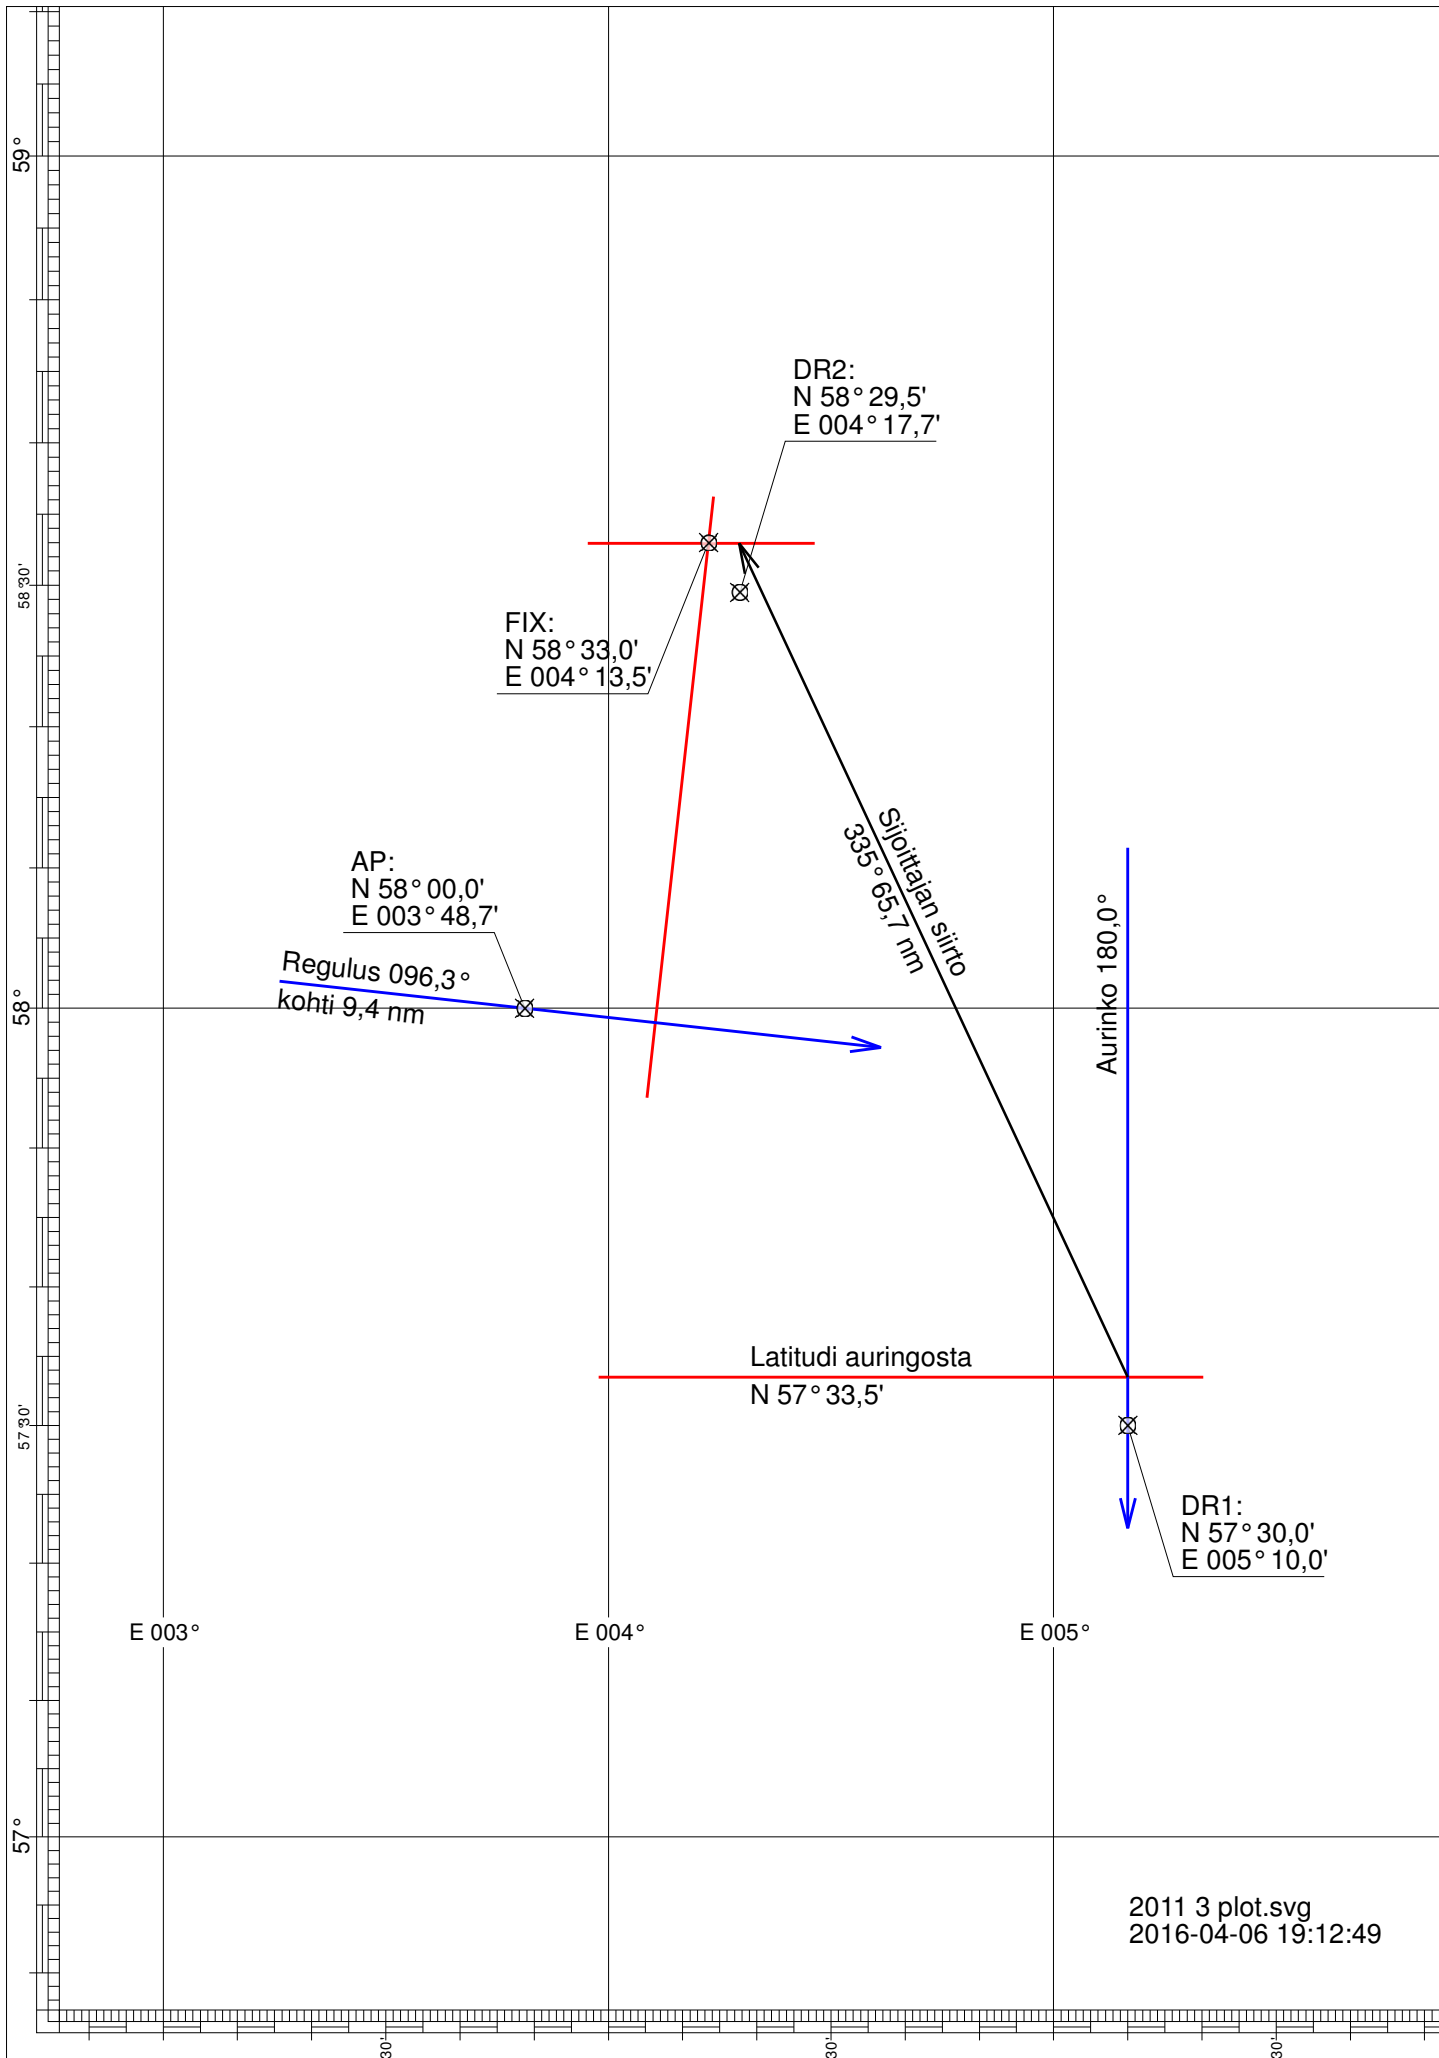 59°
DR2:
N 58° 29,5'
E 004° 17,7'
58°30'
FIX:
N 58° 33,0'
E 004° 13,5'
Sijoittajan siirto
335° 65,7 nm
AP:
N 58° 00,0'
E 003° 48,7'
Aurinko 180,0°
Regulus 096,3°
kohti 9,4 nm
58°
Latitudi auringosta
N 57° 33,5'
57°30'
DR1:
N 57° 30,0'
E 005° 10,0'
E 003°
E 004°
E 005°
57°
2011 3 plot.svg
2016-04-06 19:12:49
30'
30'
30'